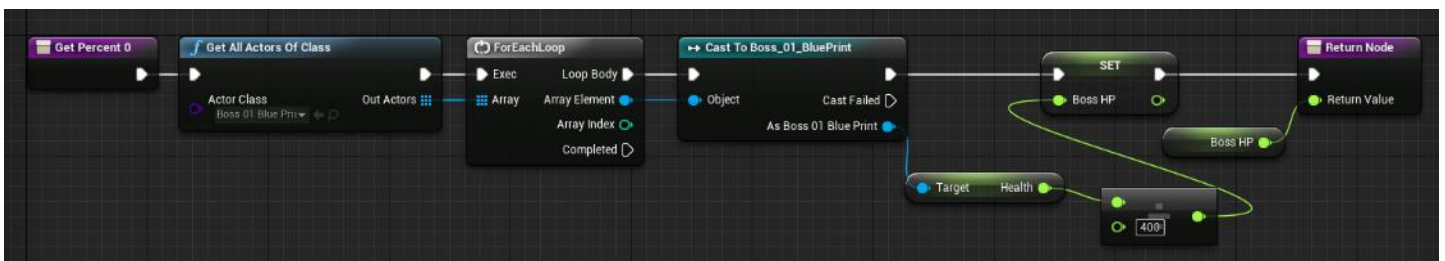 Get Percent 0
f Get All Actors Of Class
Actor Class
Boss 01 Blue Prin
Out Actors
ForEachLoop
Exec
Loop Body
Array
Array Element
Array Index
Completed
Cast To Boss_01_BluePrint
Object
Cast Failed
As Boss 01 Blue Print
Target
Health
400
SET
Boss HP
Boss HP
Return Node
Return Value